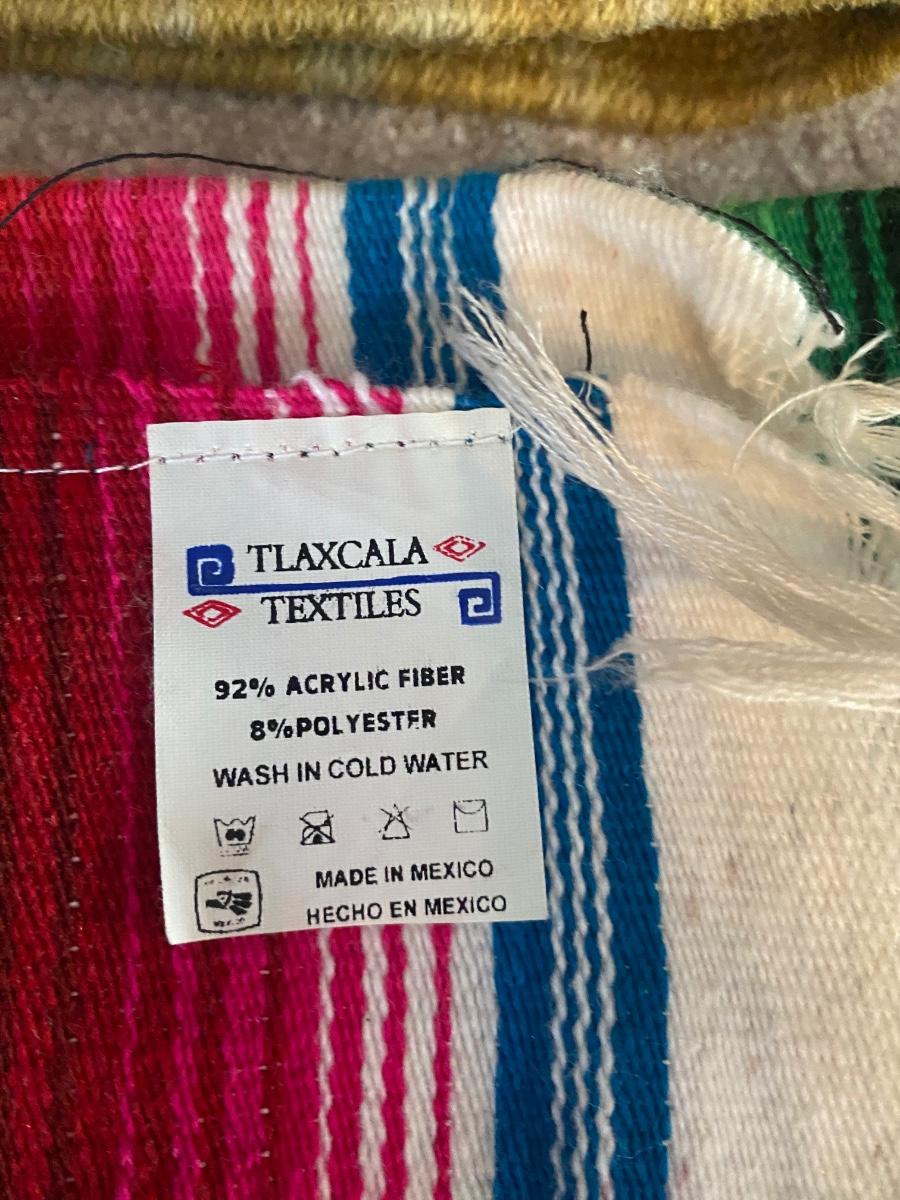 TLAXCALA
TEXTILES
92% ACRYLIC FIBER
8%POLYESTER
WASH IN COLD WATER
MADE IN MEXICO
HECHO EN MEXICO